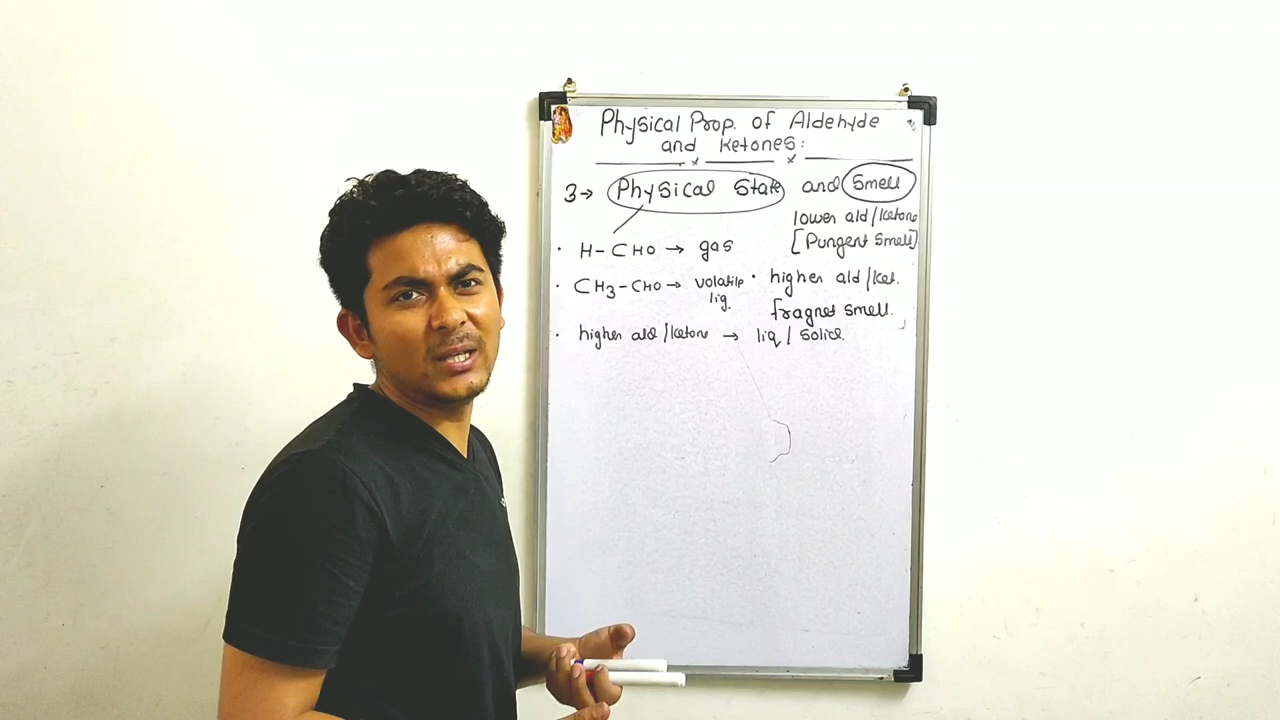 Physical Prop. of Aldehyde
and Ketones:
3→ Physical State and Smell
lower ald/ketone
[Pungent Smell]
• H-CHO → gas
• CH3-CHO → volatile
liq.
• higher ald/ket.
fragnet smell.
• higher ald/ketone → liq/Solid.